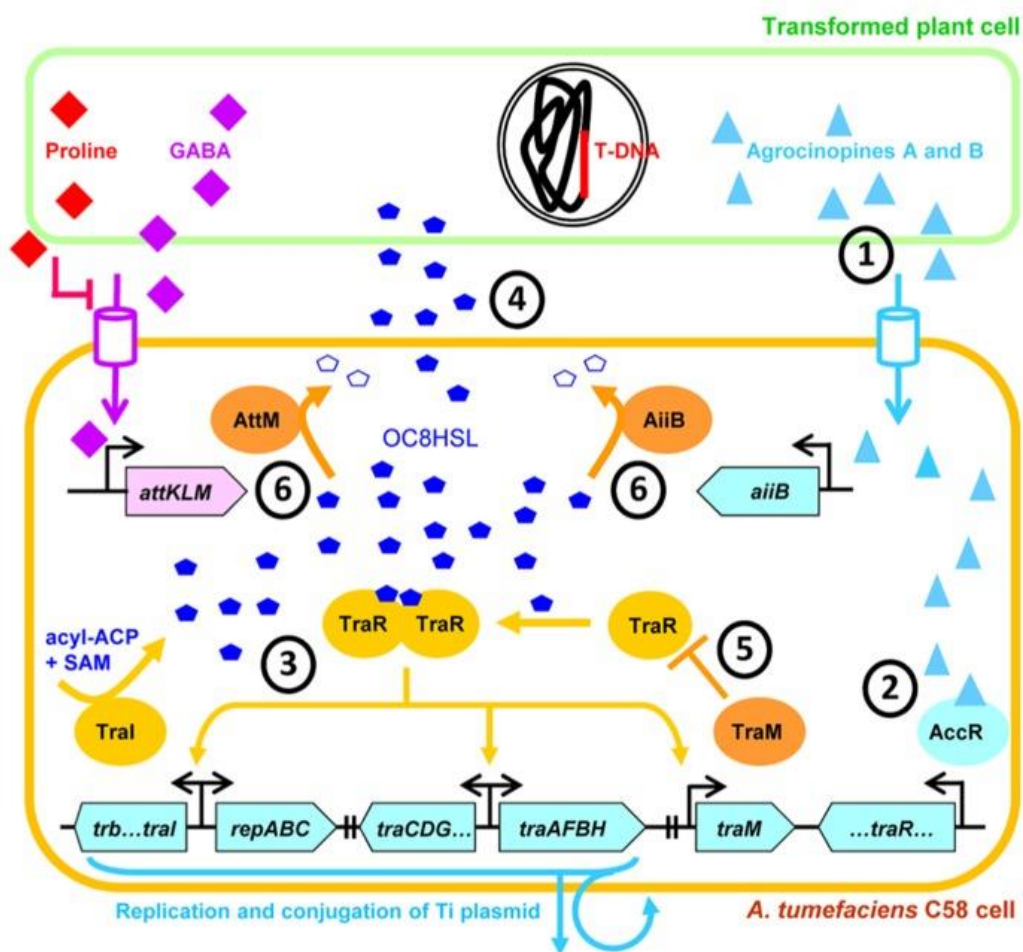 Transformed plant cell
Proline
GABA
T-DNA
Agrocinopines A and B
1
4
AttM
AiiB
OC8HSL
attKLM
6
6
aiiB
acyl-ACP
+ SAM
TraR
TraR
TraR
5
3
2
TraI
TraM
AccR
trb...traI
repABC
traCDG...
traAFBH
traM
...traR...
Replication and conjugation of Ti plasmid
A. tumefaciens C58 cell